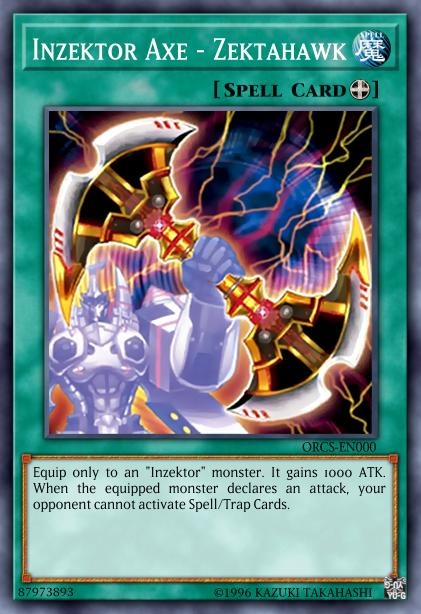 INZEKTOR AXE - ZEKTAHAWK
SPELL
魔
[SPELL CARD]
ORCS-EN000
Equip only to an "Inzektor" monster. It gains 1000 ATK.
When the equipped monster declares an attack, your
opponent cannot activate Spell/Trap Cards.
87973893
©1996 KAZUKI TAKAHASHI